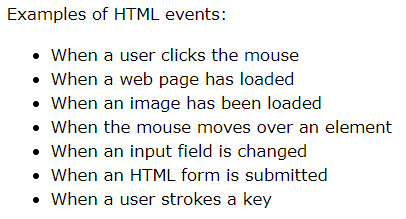 Examples of HTML events:
• When a user clicks the mouse
• When a web page has loaded
• When an image has been loaded
• When the mouse moves over an element
• When an input field is changed
• When an HTML form is submitted
• When a user strokes a key